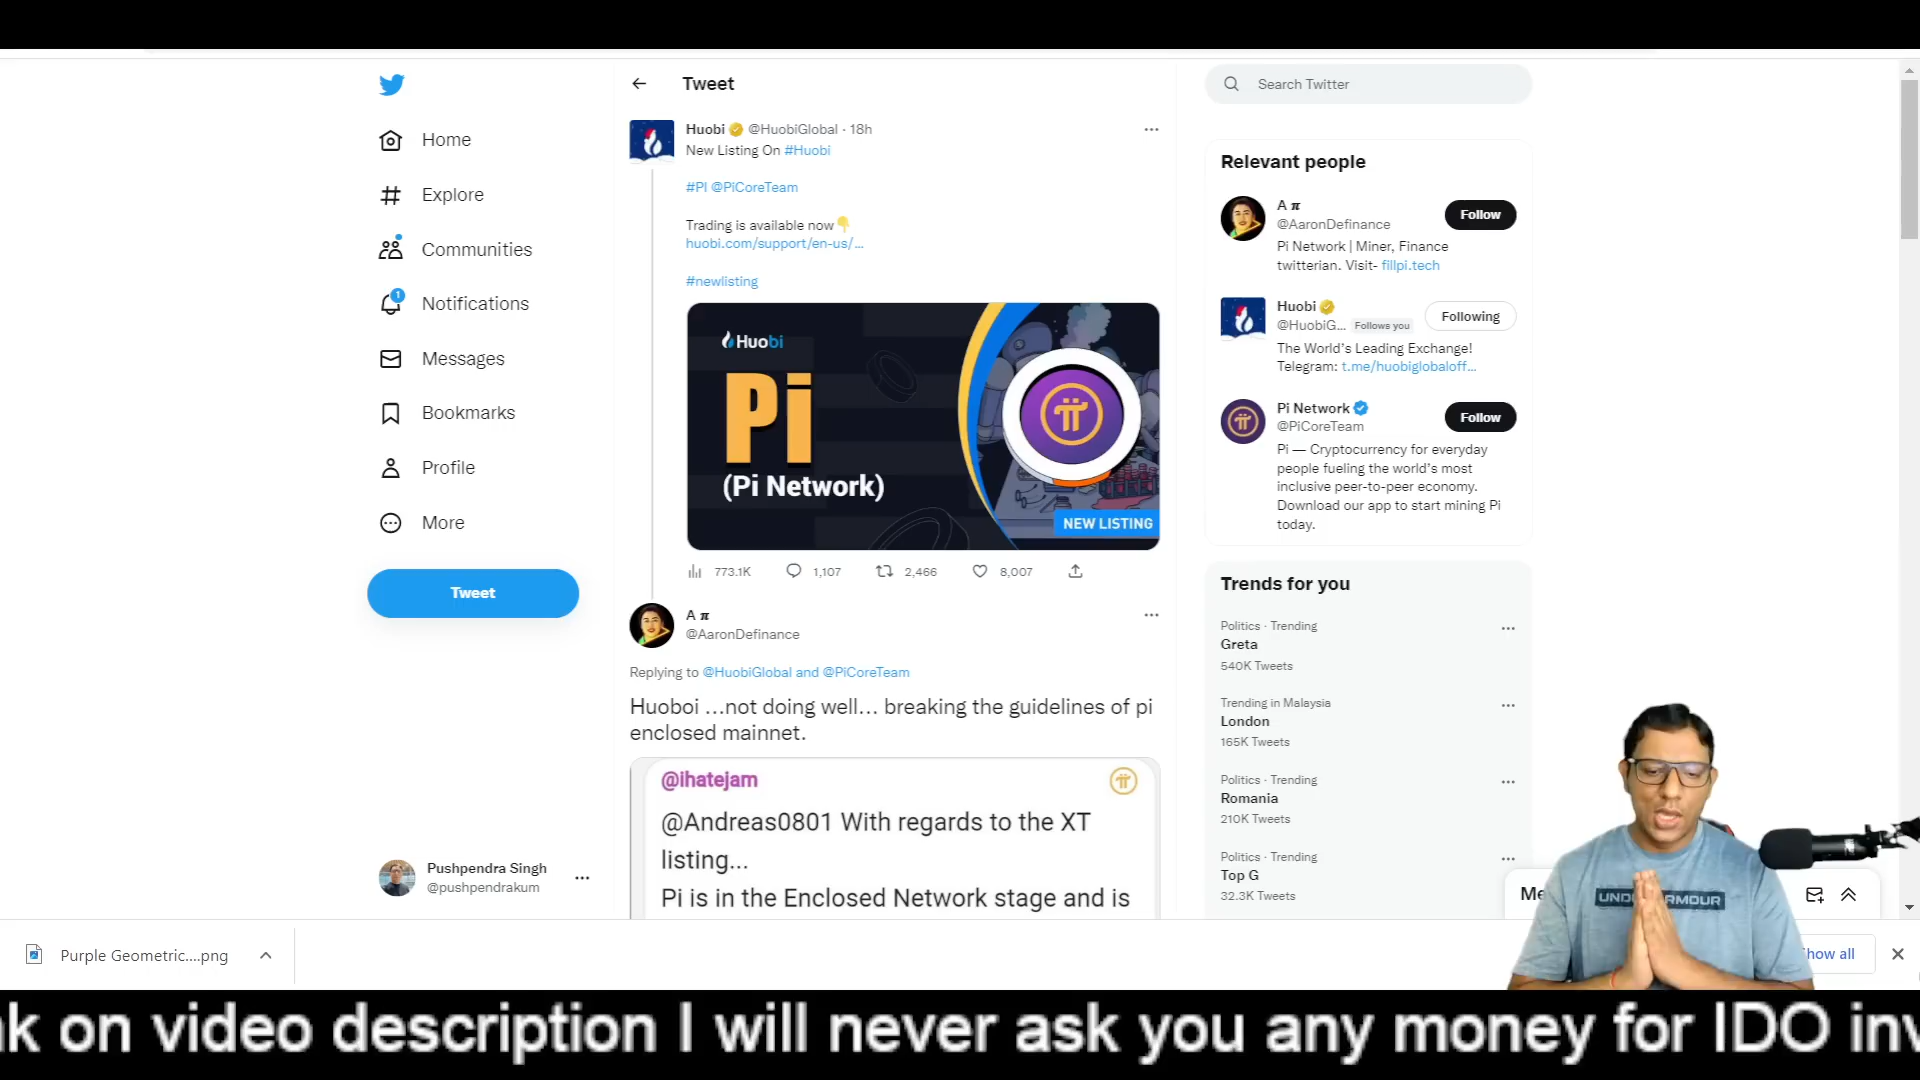 Home
Explore
Communities
1
Notifications
Messages
Bookmarks
Profile
More
Tweet
Pushpendra Singh
@pushpendrakum
Tweet
Huobi @HuobiGlobal · 18h
New Listing On #Huobi
#PI @PiCoreTeam
Trading is available now
huobi.com/support/en-us/...
#newlisting
Huobi
Pi
(Pi Network)
NEW LISTING
773.1K 1,107 2,466 8,007
A π
@AaronDefinance
Replying to @HuobiGlobal and @PiCoreTeam
Huoboi ...not doing well... breaking the guidelines of pi
enclosed mainnet.
@ihatejam
@Andreas0801 With regards to the XT
listing...
Pi is in the Enclosed Network stage and is
Search Twitter
Relevant people
A π
@AaronDefinance
Follow
Pi Network | Miner, Finance
twitterian. Visit- fillpi.tech
Huobi
@HuobiG... Follows you
Following
The World's Leading Exchange!
Telegram: t.me/huobiglobaloff...
Pi Network
@PiCoreTeam
Follow
Pi — Cryptocurrency for everyday
people fueling the world's most
inclusive peer-to-peer economy.
Download our app to start mining Pi
today.
Trends for you
Politics · Trending
Greta
540K Tweets
Trending in Malaysia
London
165K Tweets
Politics · Trending
Romania
210K Tweets
Politics · Trending
Top G
32.3K Tweets
Me
UND ARMOUR
Purple Geometric....png
how all
nk on video description I will never ask you any money for IDO inv